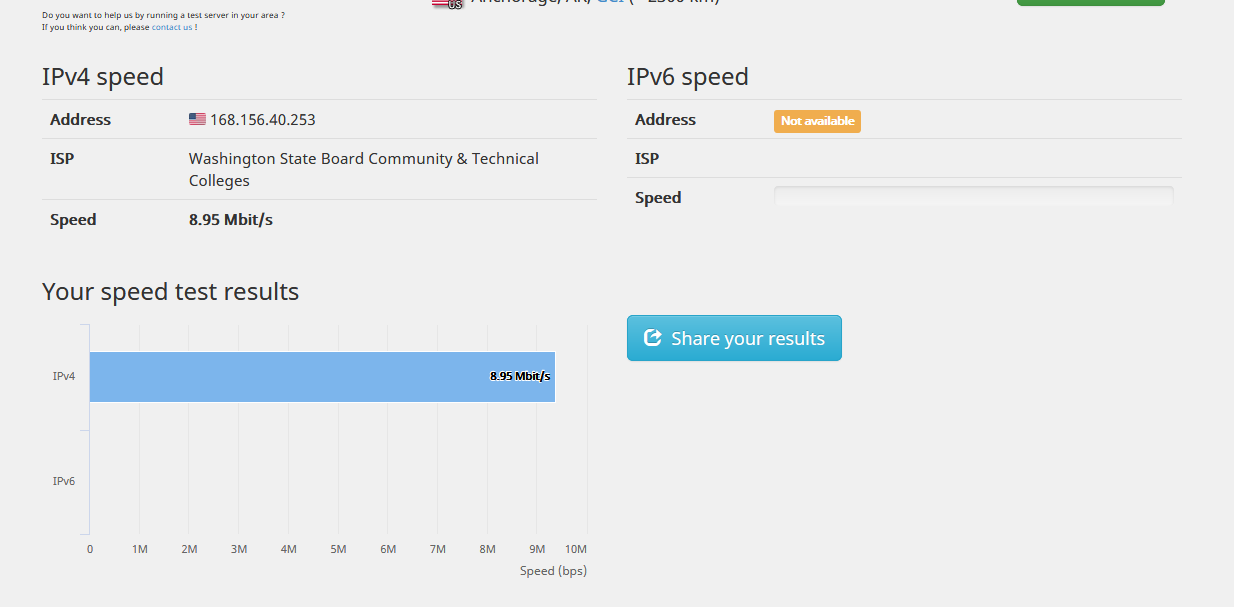 Anchorage, AK, GCI (~2300 km)
US
Do you want to help us by running a test server in your area ?
If you think you can, please contact us !
IPv4 speed
Address 168.156.40.253
ISP Washington State Board Community & Technical
Colleges
Speed 8.95 Mbit/s
IPv6 speed
Address Not available
ISP
Speed
Your speed test results
Share your results
IPv4 8.95 Mbit/s
IPv6
0 1M 2M 3M 4M 5M 6M 7M 8M 9M 10M
Speed (bps)